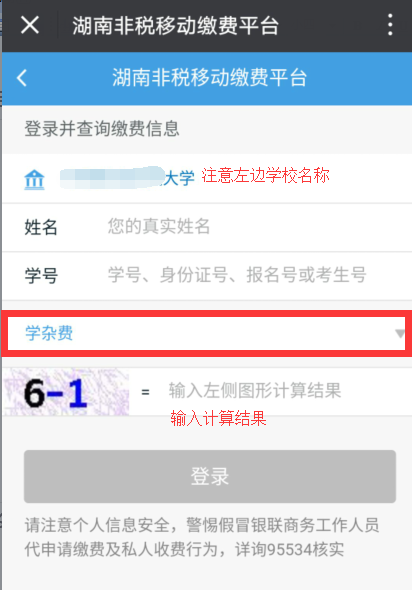 湖南非税移动缴费平台
湖南非税移动缴费平台
登录并查询缴费信息
大学 注意左边学校名称
姓名 您的真实姓名
学号 学号、身份证号、报名号或考生号
学杂费
6-1 = 输入左侧图形计算结果
输入计算结果
登录
请注意个人信息安全，警惕假冒银联商务工作人员
代申请缴费及私人收费行为，详询95534核实